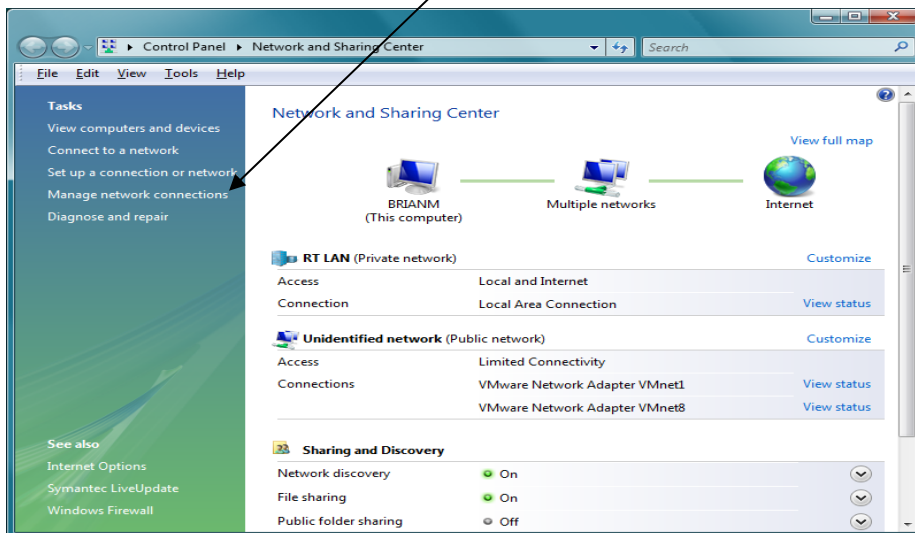 Control Panel Network and Sharing Center Search
File Edit View Tools Help
Tasks
View computers and devices
Connect to a network
Set up a connection or network
Manage network connections
Diagnose and repair
See also
Internet Options
Symantec LiveUpdate
Windows Firewall
Network and Sharing Center
View full map
BRIANM
(This computer)
Multiple networks
Internet
RT LAN (Private network) Customize
Access Local and Internet
Connection Local Area Connection View status
Unidentified network (Public network) Customize
Access Limited Connectivity
Connections VMware Network Adapter VMnet1 View status
VMware Network Adapter VMnet8 View status
Sharing and Discovery
Network discovery On
File sharing On
Public folder sharing Off